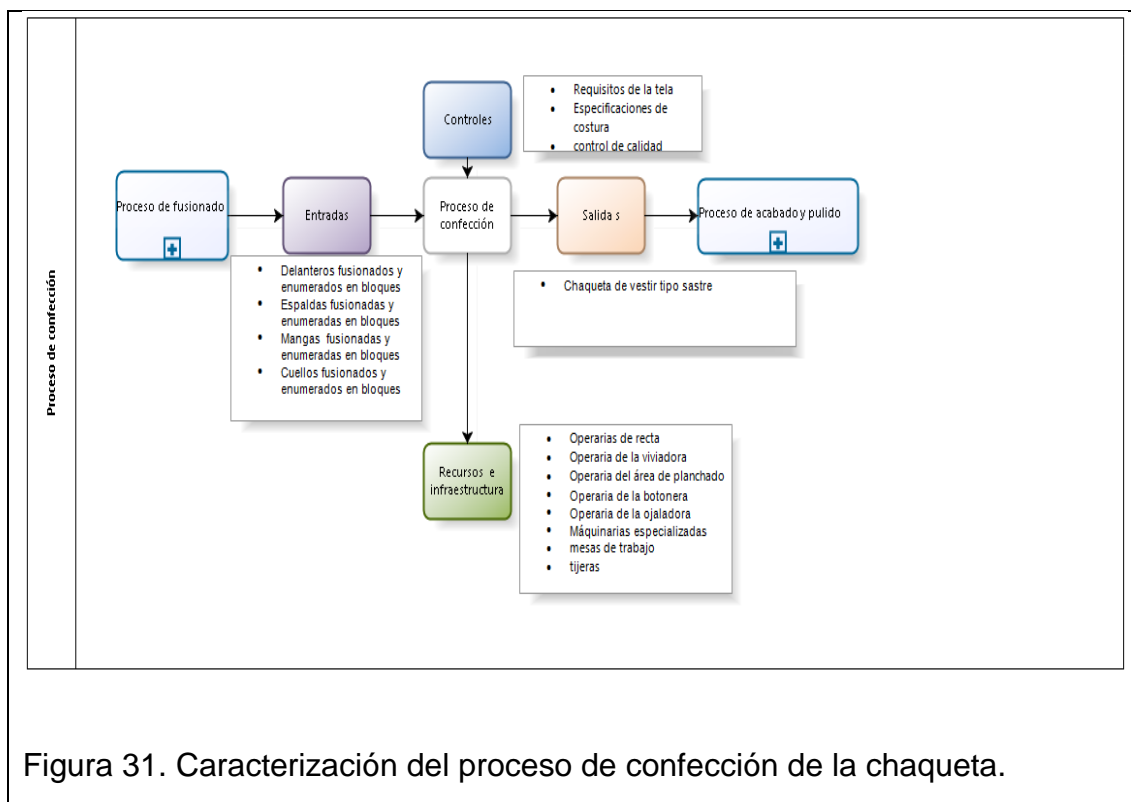 Proceso de confección
Controles
• Requisitos de la tela
• Especificaciones de
costura
• control de calidad
Proceso de fusionado
Entradas
Proceso de
confección
Salida s
Proceso de acabado y pulido
• Delanteros fusionados y
enumerados en bloques
• Espaldas fusionadas y
enumeradas en bloques
• Mangas fusionadas y
enumeradas en bloques
• Cuellos fusionados y
enumerados en bloques
• Chaqueta de vestir tipo sastre
Recursos e
infraestructura
• Operarias de recta
• Operaria de la viviadora
• Operaria del área de planchado
• Operaria de la botonera
• Operaria de la ojaladora
• Máquinarias especializadas
• mesas de trabajo
• tijeras
Figura 31. Caracterización del proceso de confección de la chaqueta.